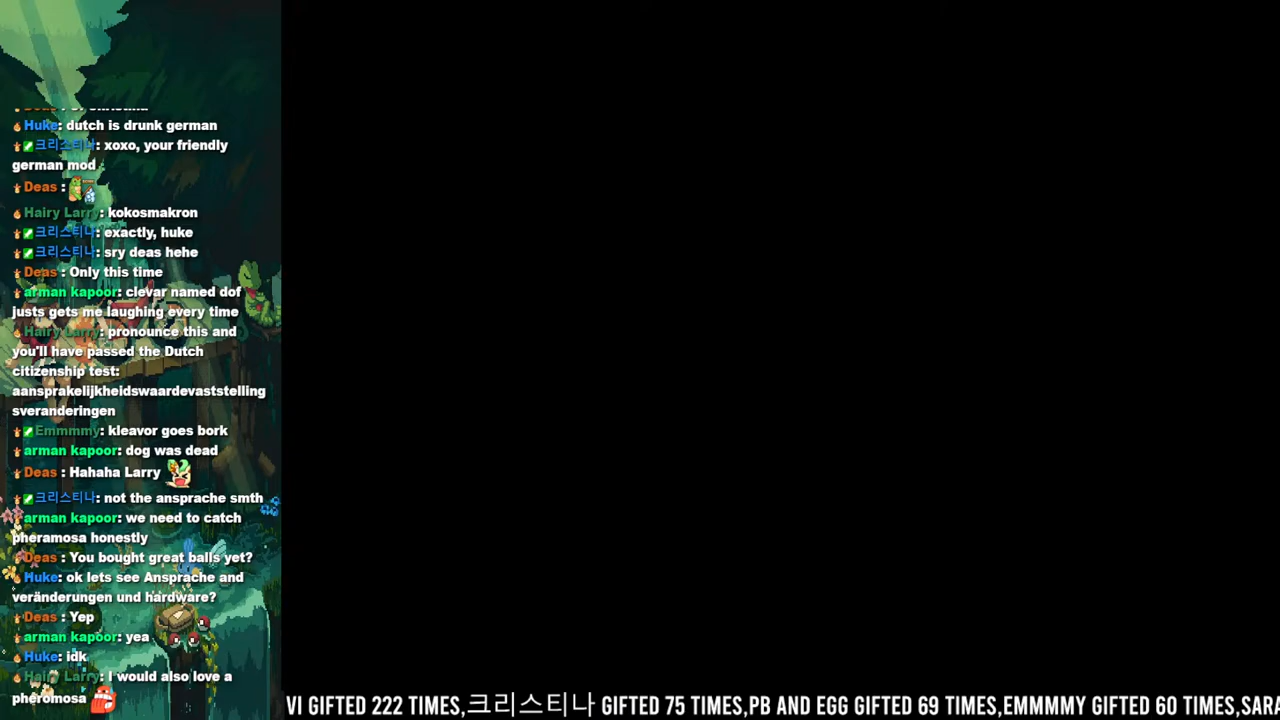 Huke: dutch is drunk german
크리스티나: xoxo, your friendly
german mod
Deas :
Hairy Larry: kokosmakron
크리스티나: exactly, huke
크리스티나: sry deas hehe
Deas : Only this time
arman kapoor: clevar named dof
justs gets me laughing every time
Hairy Larry: pronounce this and
you'll have passed the Dutch
citizenship test:
aansprakelijkheidswaardevaststelling
sveranderingen
Emmmmy: kleavor goes bork
arman kapoor: dog was dead
Deas : Hahaha Larry
크리스티나: not the ansprache smth
arman kapoor: we need to catch
pheramosa honestly
Deas : You bought great balls yet?
Huke: ok lets see Ansprache and
veränderungen und hardware?
Deas : Yep
arman kapoor: yea
Huke: idk
Hairy Larry: I would also love a
pheromosa
VI GIFTED 222 TIMES,크리스티나 GIFTED 75 TIMES,PB AND EGG GIFTED 69 TIMES,EMMMMY GIFTED 60 TIMES,SARA